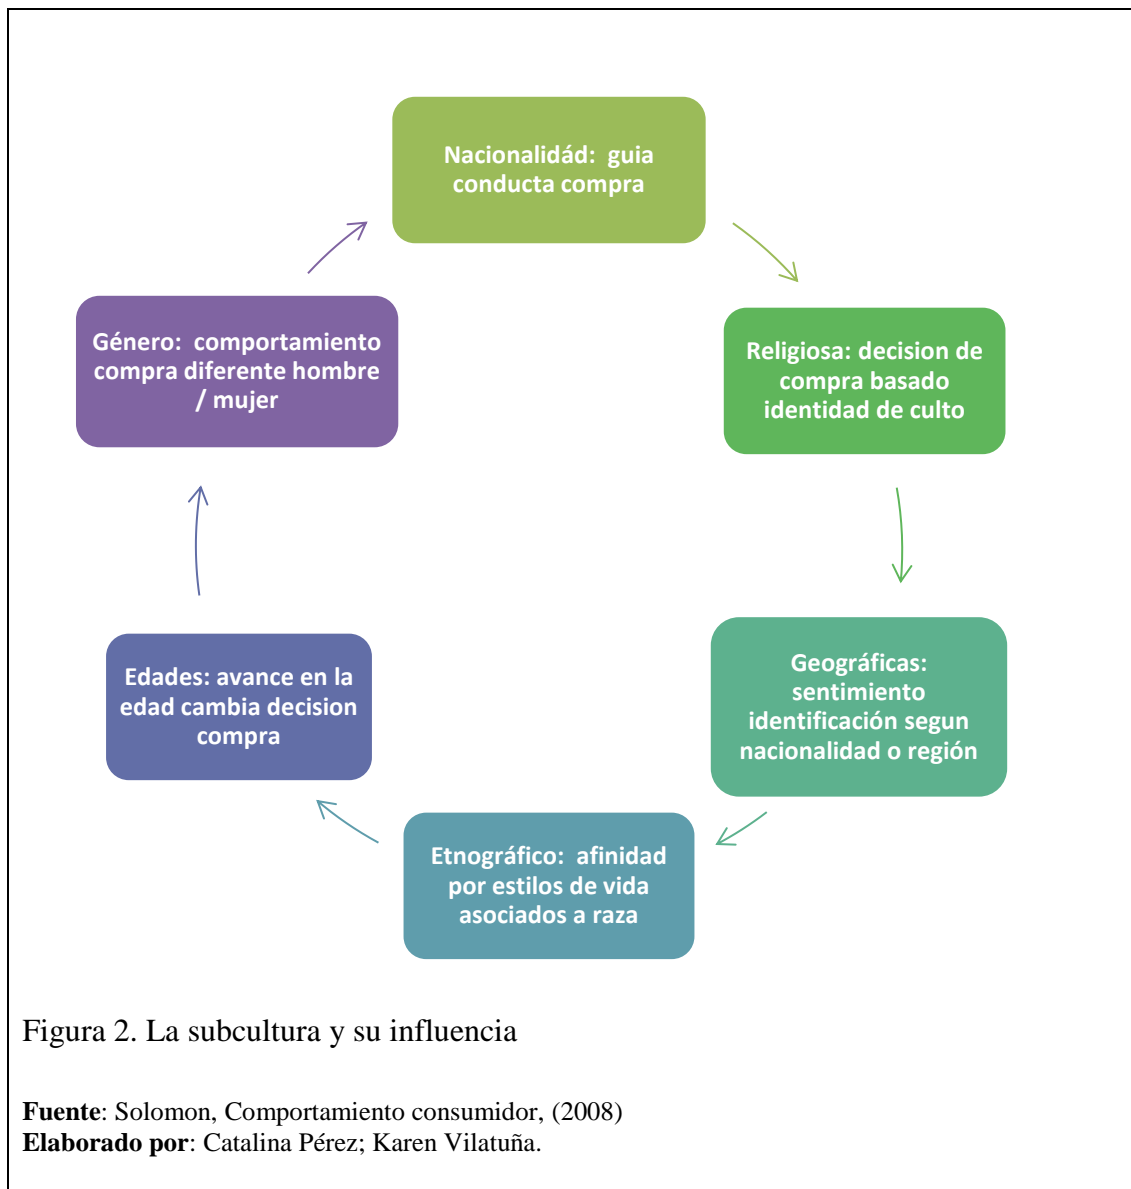 Nacionalidád:  guia
conducta compra
Religiosa: decision de
compra basado
identidad de culto
Geográficas:
sentimiento
identificación segun
nacionalidad o región
Etnográfico:  afinidad
por estilos de vida
asociados a raza
Edades: avance en la
edad cambia decision
compra
Género:  comportamiento
compra diferente hombre
/ mujer
Figura 2. La subcultura y su influencia
Fuente: Solomon, Comportamiento consumidor, (2008)
Elaborado por: Catalina Pérez; Karen Vilatuña.